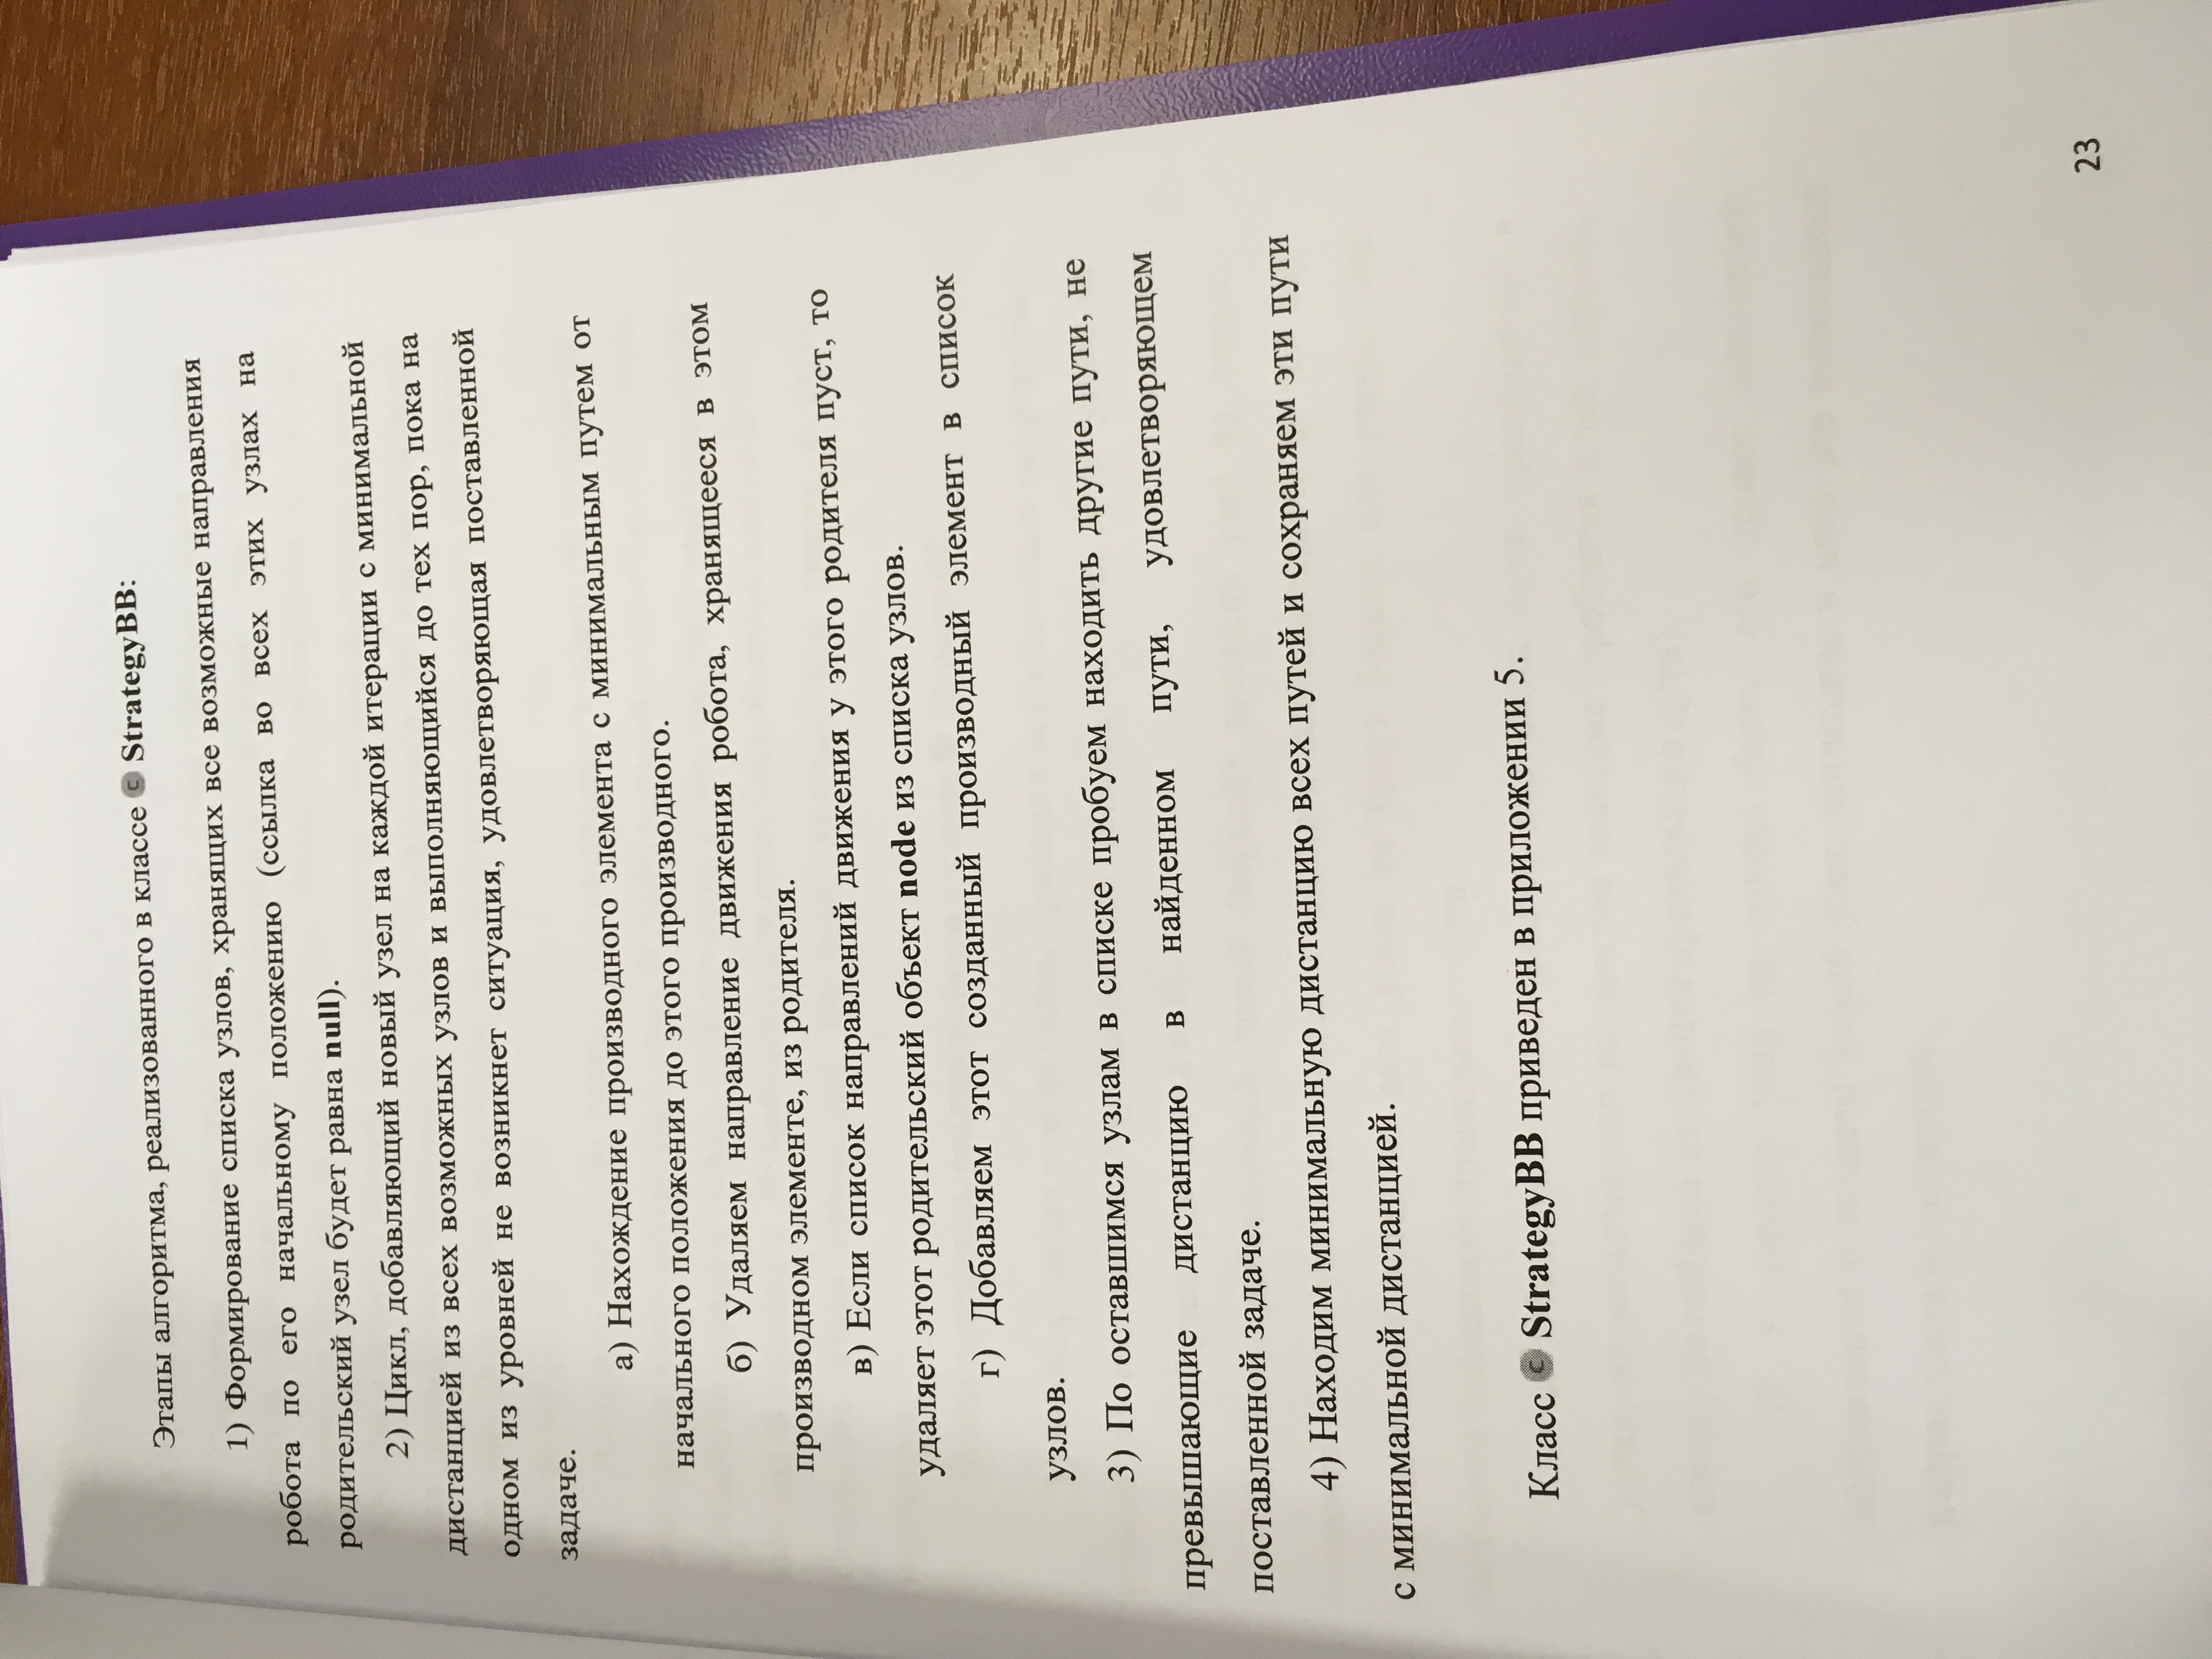 Этапы алгоритма, реализованного в классе C StrategyBB:
1) Формирование списка узлов, хранящих все возможные направления
робота по его начальному положению (ссылка во всех этих узлах на
родительский узел будет равна null).
2) Цикл, добавляющий новый узел на каждой итерации с минимальной
дистанцией из всех возможных узлов и выполняющийся до тех пор, пока на
одном из уровней не возникнет ситуация, удовлетворяющая поставленной
задаче.
а) Нахождение производного элемента с минимальным путем от
начального положения до этого производного.
б) Удаляем направление движения робота, хранящееся в этом
производном элементе, из родителя.
в) Если список направлений движения у этого родителя пуст, то
удаляет этот родительский объект node из списка узлов.
г) Добавляем этот созданный производный элемент в список
узлов.
3) По оставшимся узлам в списке пробуем находить другие пути, не
превышающие дистанцию в найденном пути, удовлетворяющем
поставленной задаче.
4) Находим минимальную дистанцию всех путей и сохраняем эти пути
с минимальной дистанцией.
Класс C StrategyBB приведен в приложении 5.
23